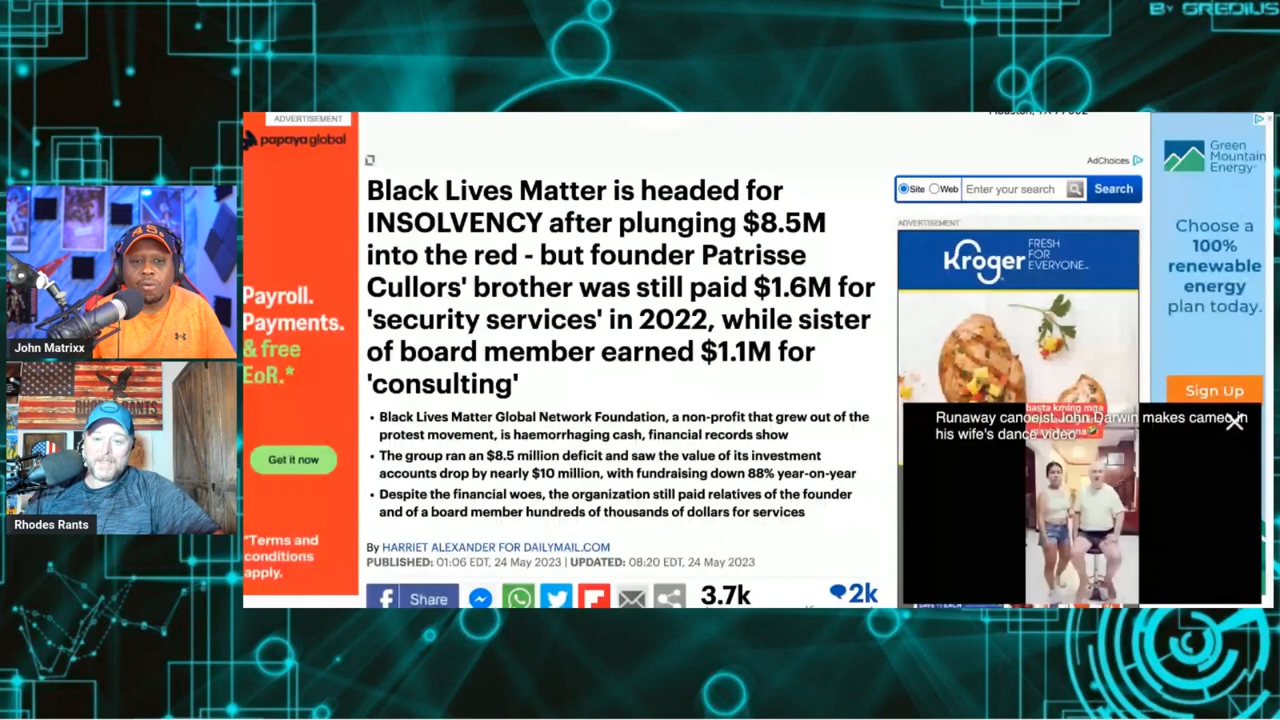 BY GREDIUS
ADVERTISEMENT
papaya global
Payroll.
Payments.
& free
EoR.*
Get it now
*Terms and
conditions
apply.
John Matrixx
RHODES RANTS
Rhodes Rants
Black Lives Matter is headed for
INSOLVENCY after plunging $8.5M
into the red - but founder Patrisse
Cullors' brother was still paid $1.6M for
'security services' in 2022, while sister
of board member earned $1.1M for
'consulting'
• Black Lives Matter Global Network Foundation, a non-profit that grew out of the
protest movement, is haemorrhaging cash, financial records show
• The group ran an $8.5 million deficit and saw the value of its investment
accounts drop by nearly $10 million, with fundraising down 88% year-on-year
• Despite the financial woes, the organization still paid relatives of the founder
and of a board member hundreds of thousands of dollars for services
By HARRIET ALEXANDER FOR DAILYMAIL.COM
PUBLISHED: 01:06 EDT, 24 May 2023 | UPDATED: 08:20 EDT, 24 May 2023
Share
3.7k
2k
AdChoices
Site Web Enter your search Search
ADVERTISEMENT
Kroger
FRESH
FOR
EVERYONE.
basta kming mga
Runaway canoeist John Darwin makes cameo in
his wife's dance video
Green
Mountain
Energy
Choose a
100%
renewable
energy
plan today.
Sign Up